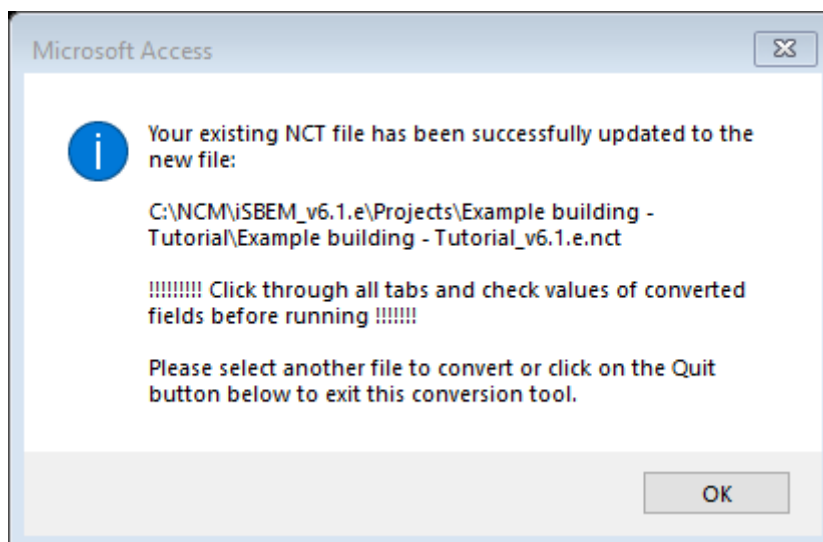 Microsoft Access
Your existing NCT file has been successfully updated to the
new file:
C:\NCM\iSBEM_v6.1.e\Projects\Example building -
Tutorial\Example building - Tutorial_v6.1.e.nct
!!!!!!!!! Click through all tabs and check values of converted
fields before running !!!!!!!
Please select another file to convert or click on the Quit
button below to exit this conversion tool.
OK